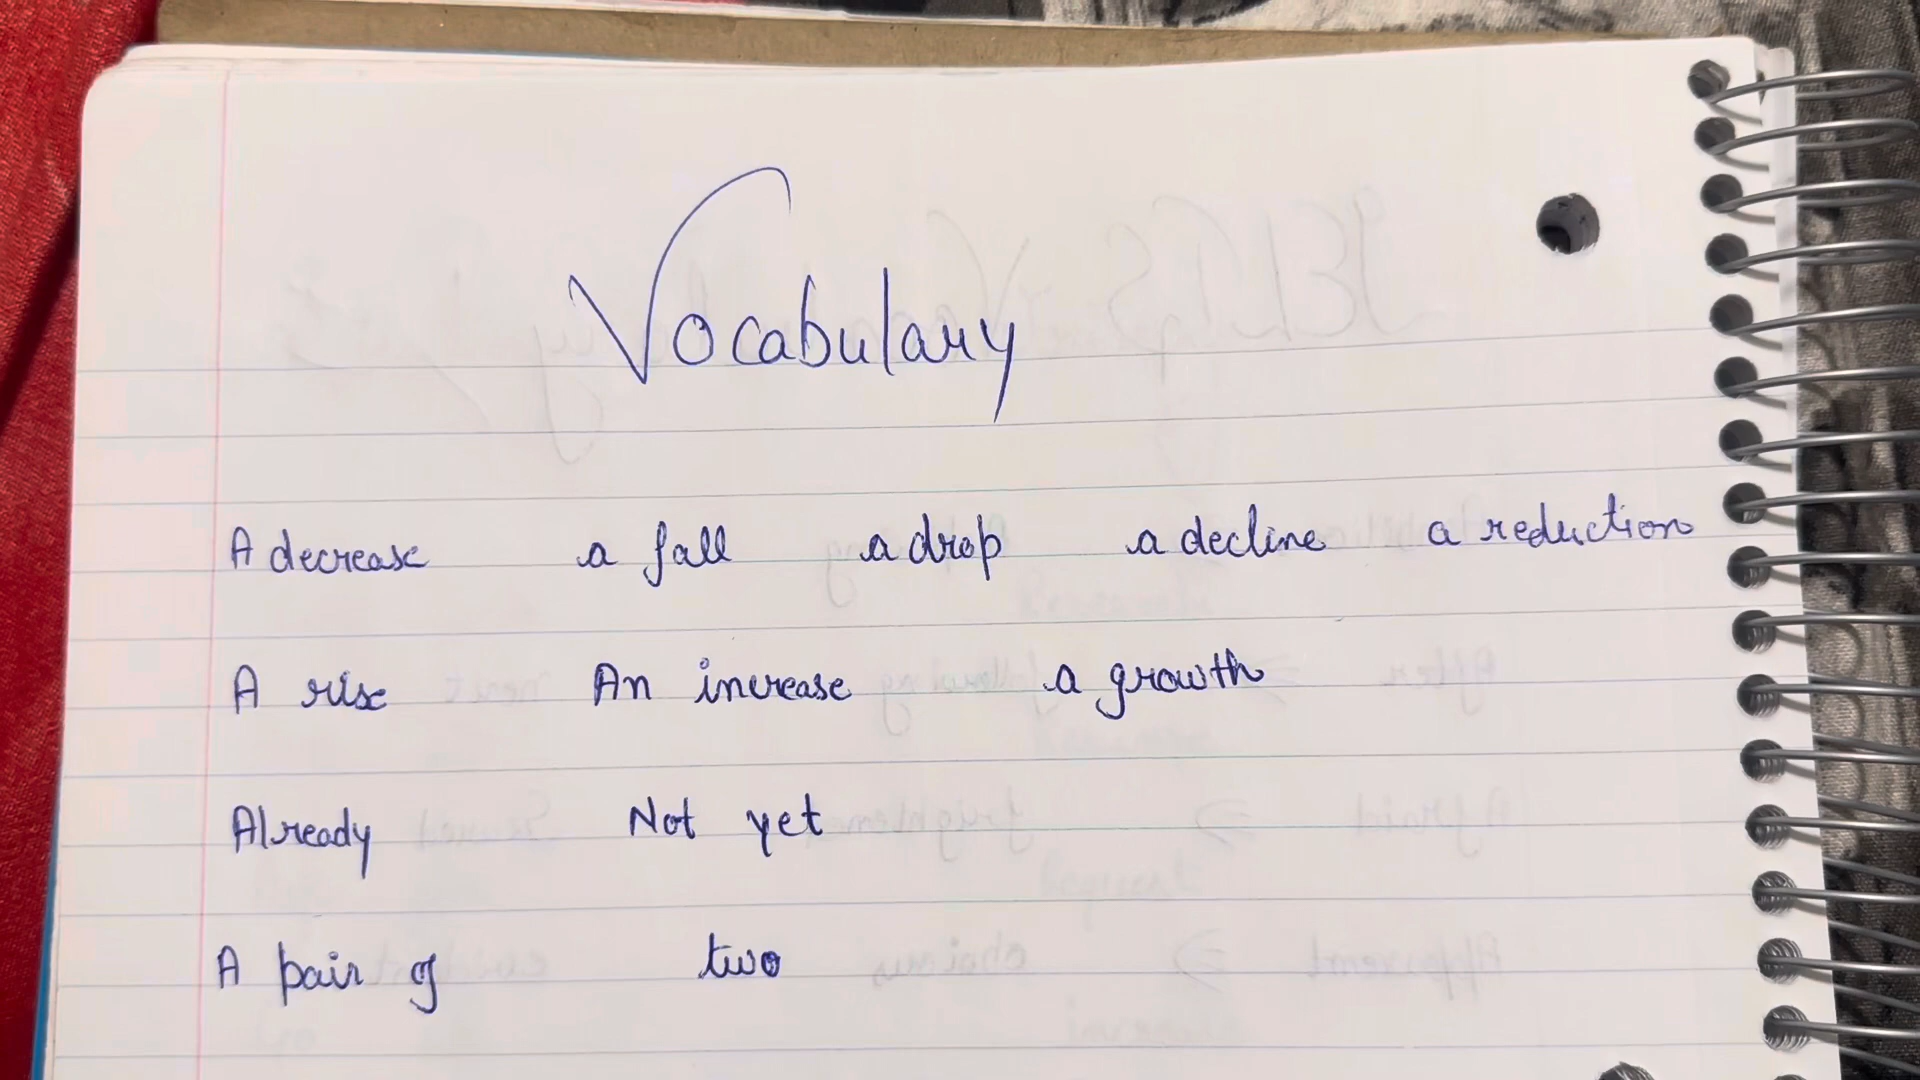 Vocabulary
A decrease a fall a drop a decline a reduction
A rise An increase a growth
Already Not yet
A pair of two